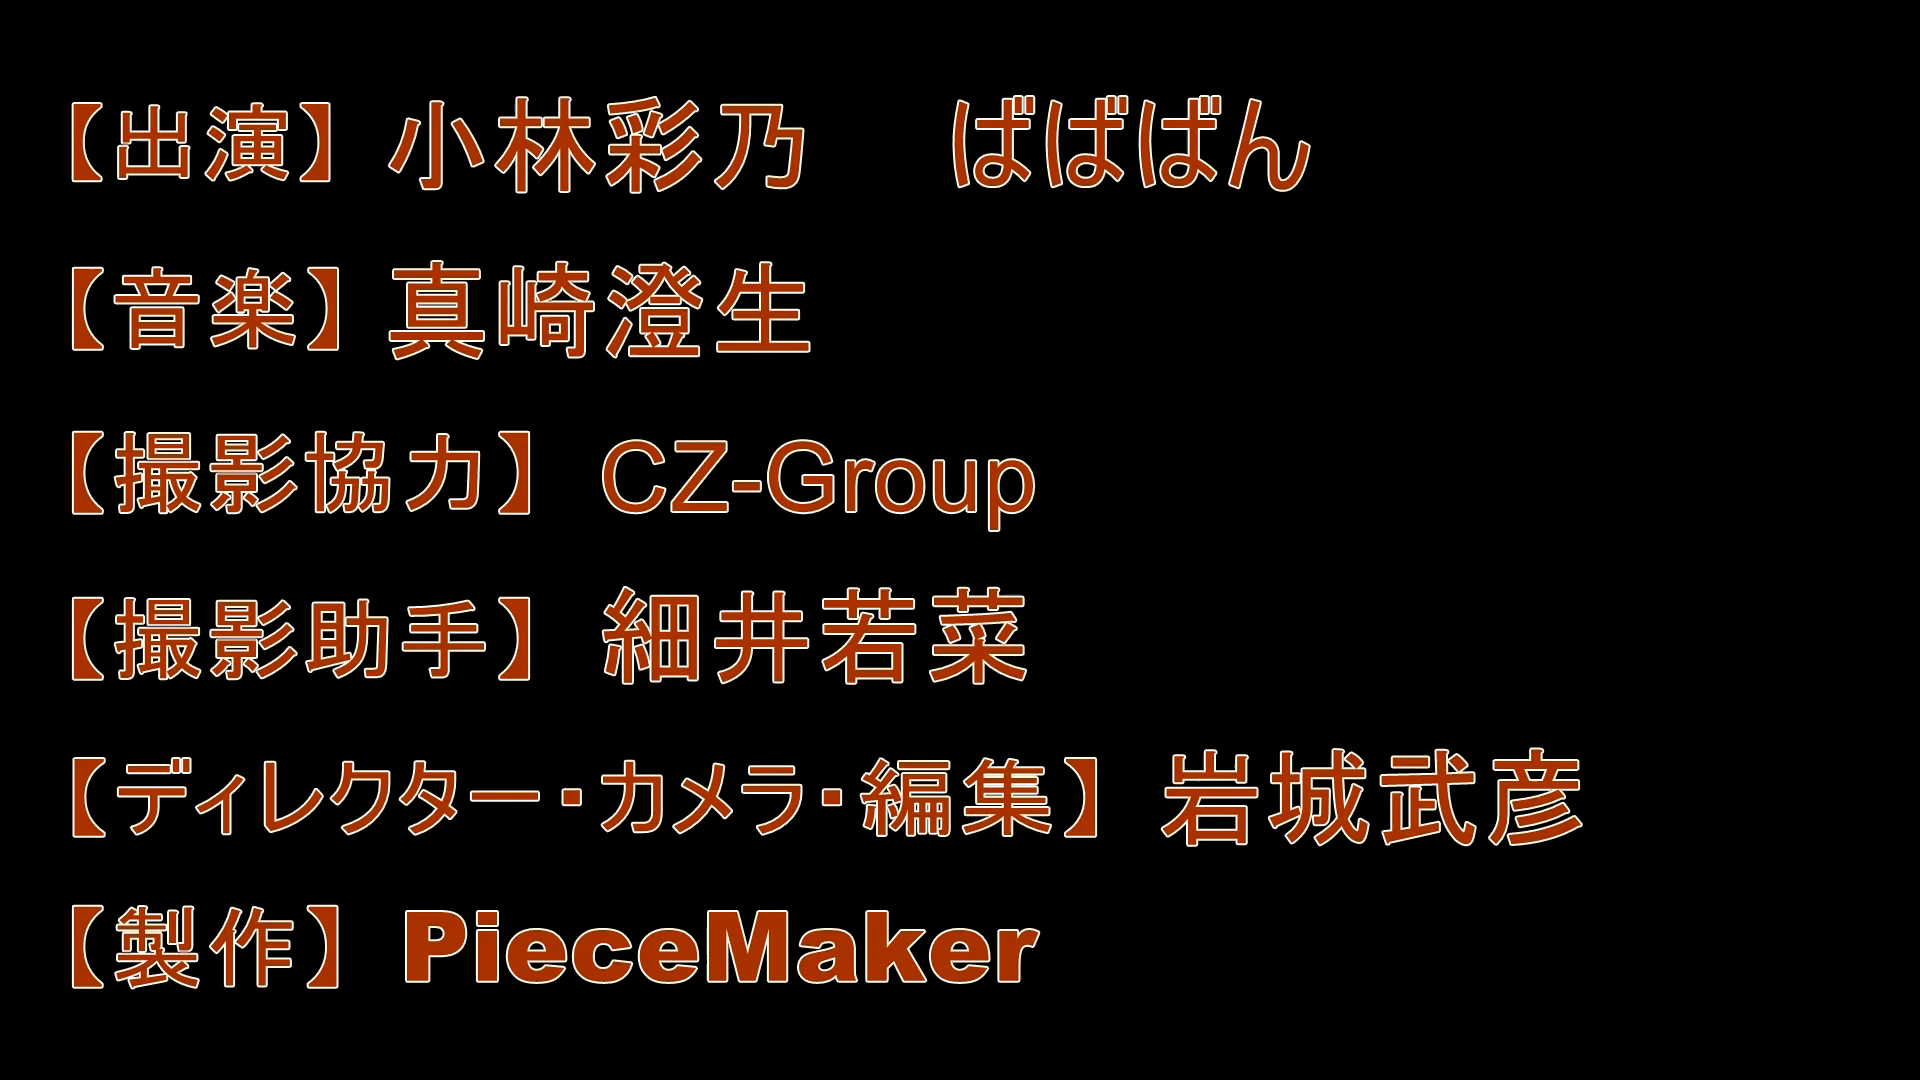 【出演】 小林彩乃　ばばばん
【音楽】 真崎澄生
【撮影協力】 CZ-Group
【撮影助手】 細井若菜
【ディレクター・カメラ・編集】 岩城武彦
【製作】 PieceMaker